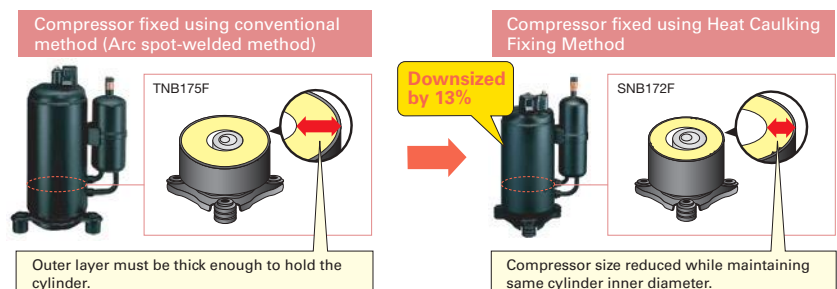 Compressor fixed using conventional
method (Arc spot-welded method)
TNB175F
Outer layer must be thick enough to hold the
cylinder.
Downsized
by 13%
Compressor fixed using Heat Caulking
Fixing Method
SNB172F
Compressor size reduced while maintaining
same cylinder inner diameter.